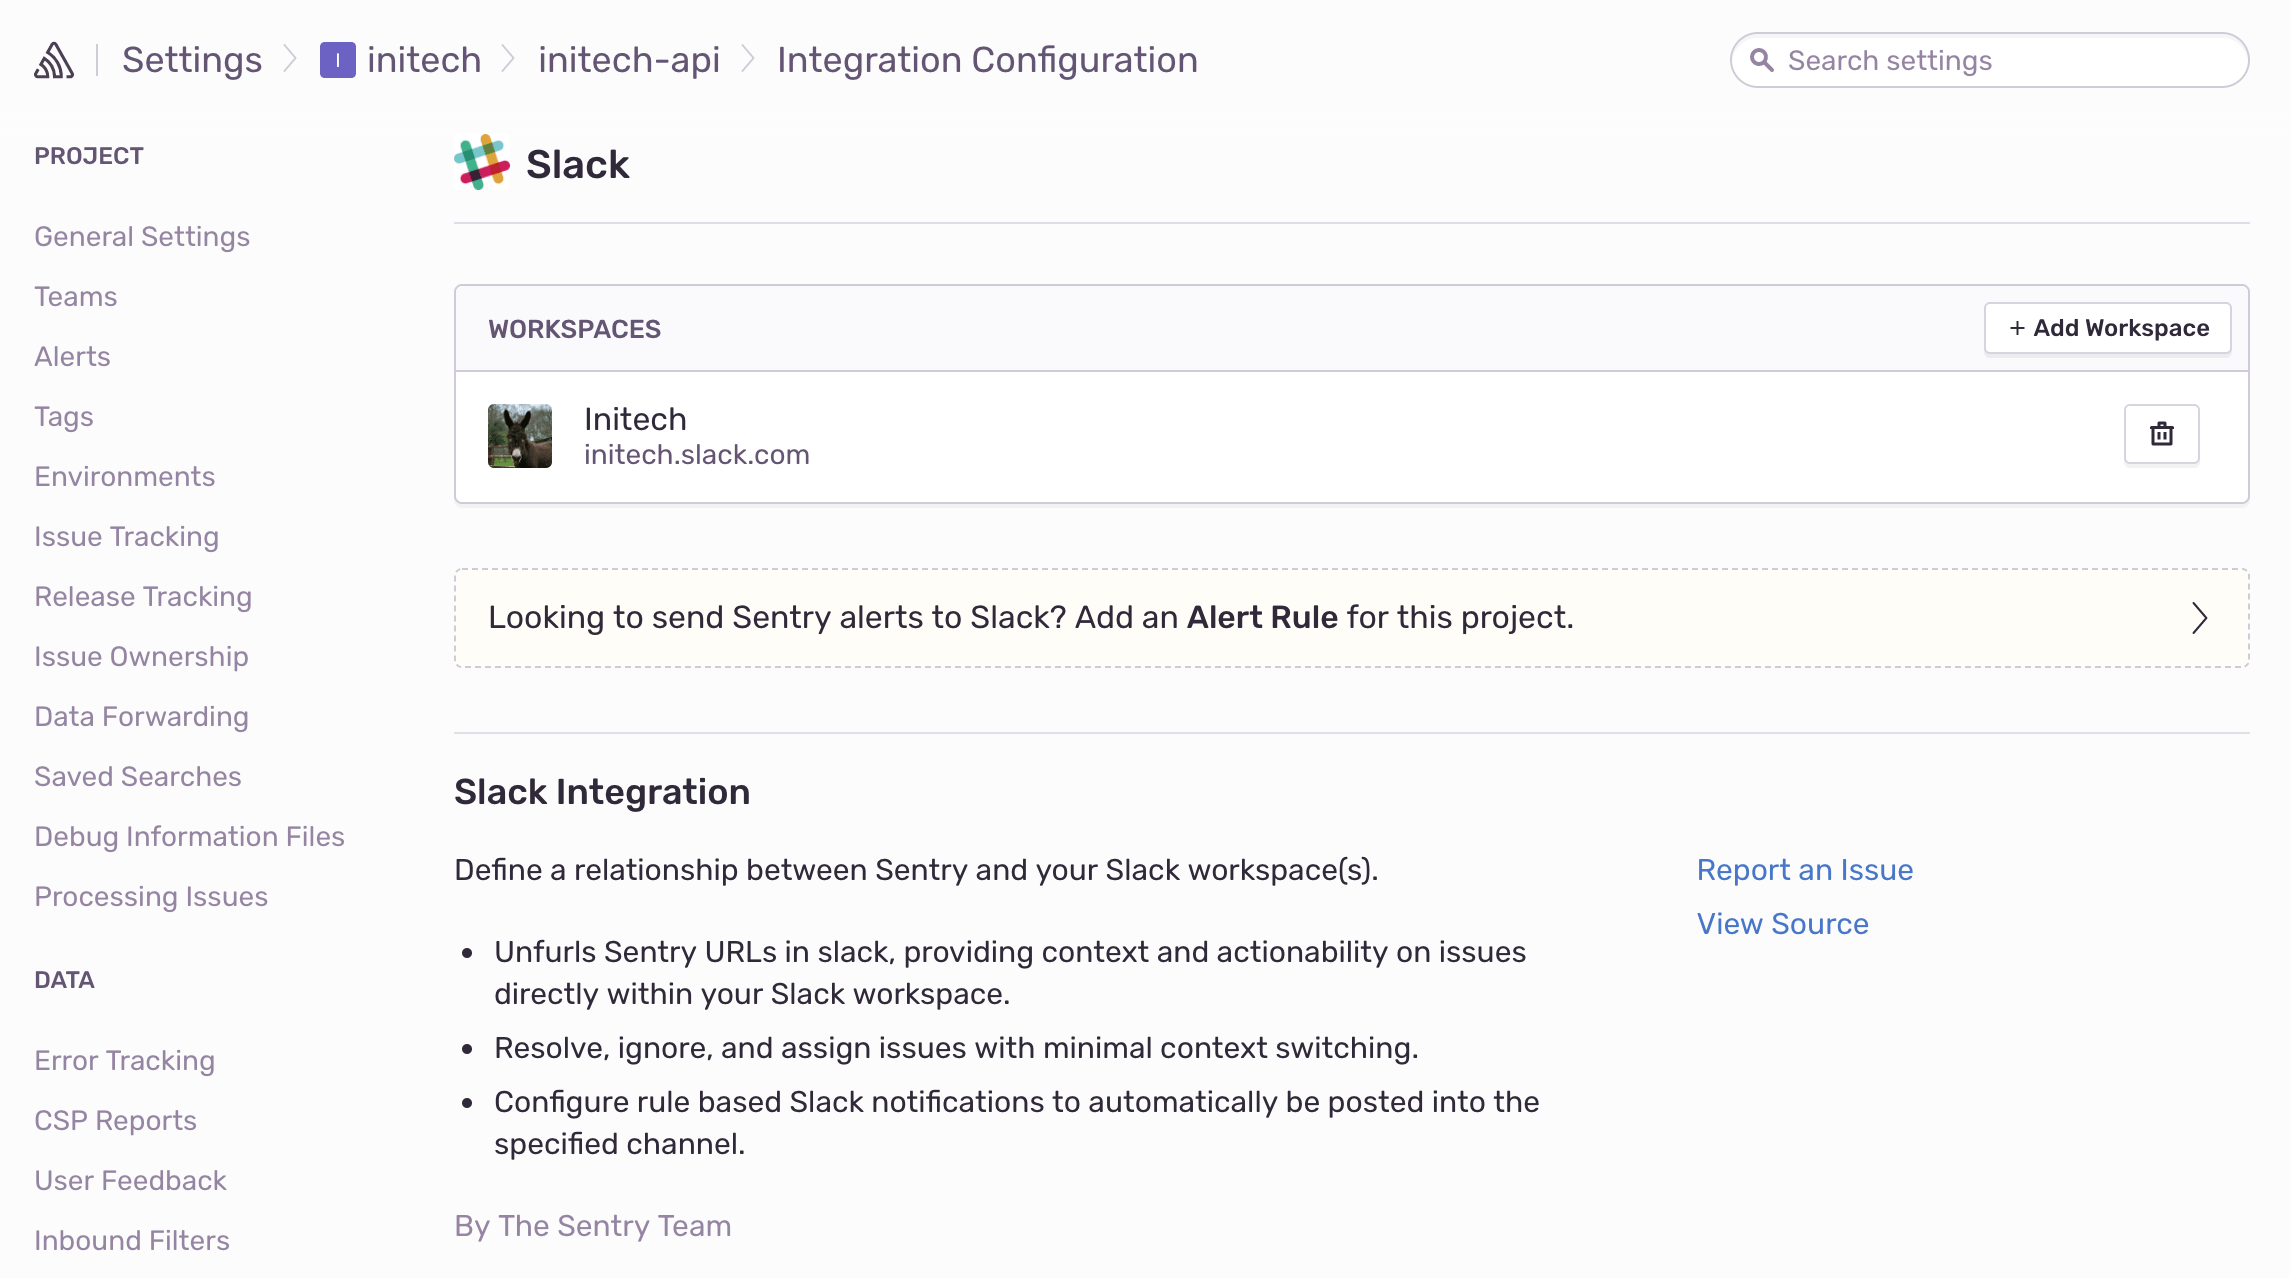 Settings
I initech
initech-api
Integration Configuration
Search settings
PROJECT
General Settings
Teams
Alerts
Tags
Environments
Issue Tracking
Release Tracking
Issue Ownership
Data Forwarding
Saved Searches
Debug Information Files
Processing Issues
DATA
Error Tracking
CSP Reports
User Feedback
Inbound Filters
Slack
WORKSPACES
+ Add Workspace
Initech
initech.slack.com
Looking to send Sentry alerts to Slack? Add an Alert Rule for this project.
Slack Integration
Define a relationship between Sentry and your Slack workspace(s).
• Unfurls Sentry URLs in slack, providing context and actionability on issues
directly within your Slack workspace.
• Resolve, ignore, and assign issues with minimal context switching.
• Configure rule based Slack notifications to automatically be posted into the
specified channel.
By The Sentry Team
Report an Issue
View Source